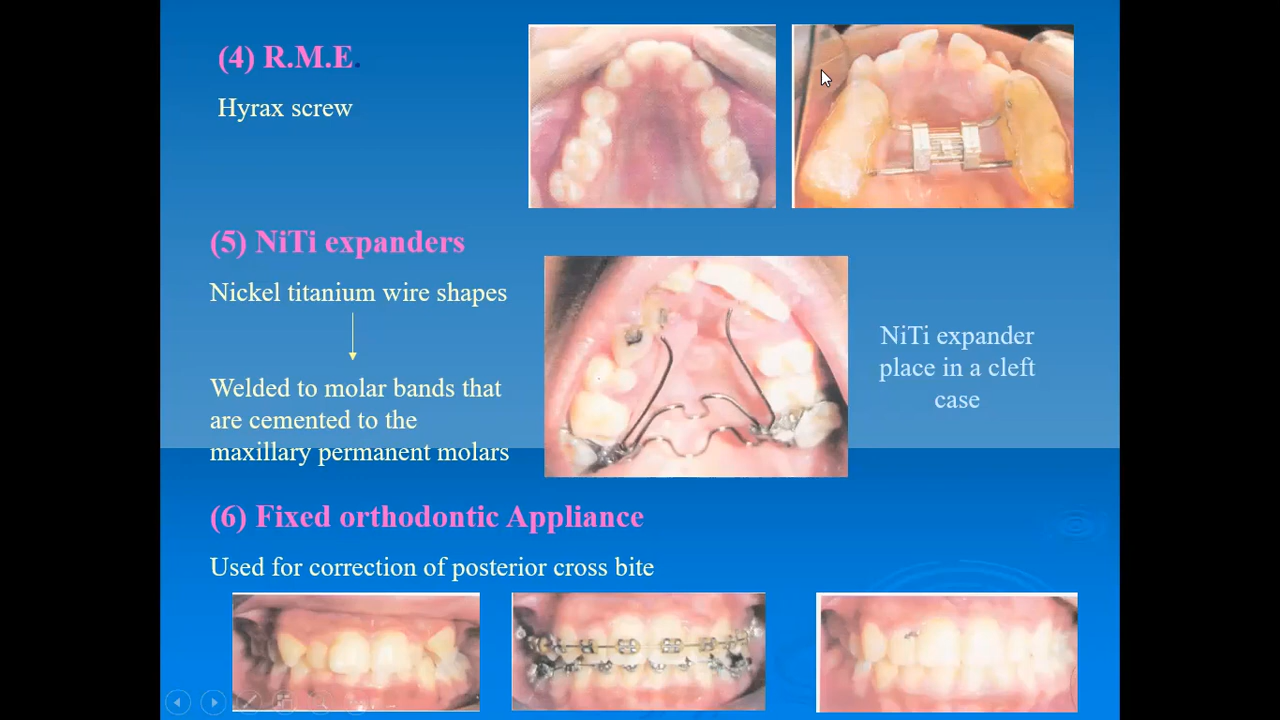 (4) R.M.E.
Hyrax screw
(5) NiTi expanders
Nickel titanium wire shapes
Welded to molar bands that
are cemented to the
maxillary permanent molars
NiTi expander
place in a cleft
case
(6) Fixed orthodontic Appliance
Used for correction of posterior cross bite